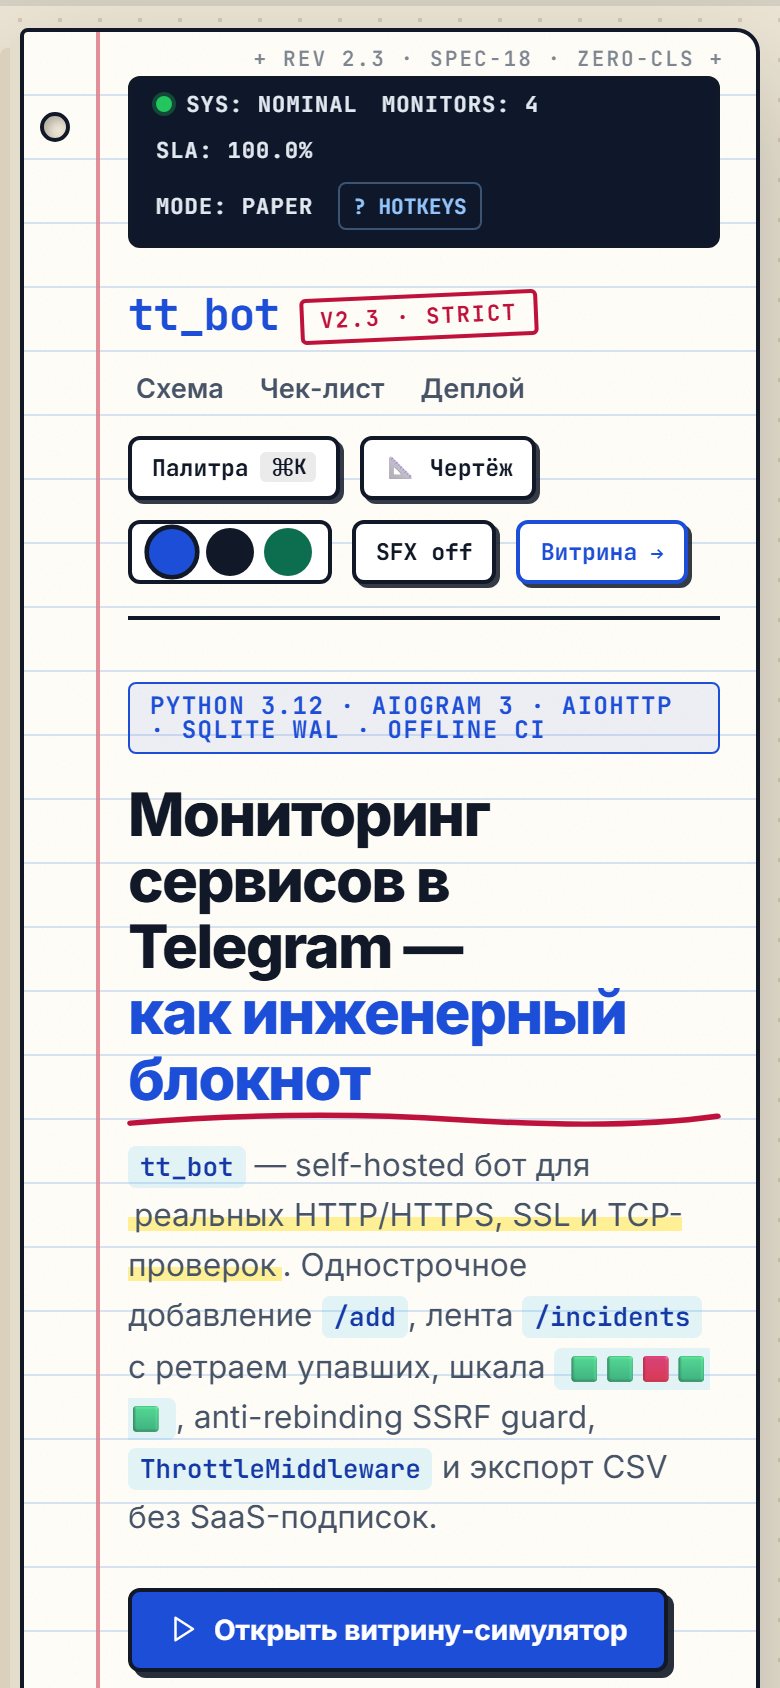 + REV 2.3 · SPEC-18 · ZERO-CLS +
SYS: NOMINAL MONITORS: 4
SLA: 100.0%
MODE: PAPER ? HOTKEYS
tt_bot V2.3 · STRICT
Схема Чек-лист Деплой
Палитра ⌘K 📐 Чертёж
SFX off Витрина →
PYTHON 3.12 · AIOGRAM 3 · AIOHTTP
· SQLITE WAL · OFFLINE CI
Мониторинг
сервисов в
Telegram —
как инженерный
блокнот
tt_bot — self-hosted бот для
реальных HTTP/HTTPS, SSL и TCP-
проверок. Однострочное
добавление /add, лента /incidents
с ретраем упавших, шкала 🟩🟩🟥🟩
🟩, anti-rebinding SSRF guard,
ThrottleMiddleware и экспорт CSV
без SaaS-подписок.
Открыть витрину-симулятор